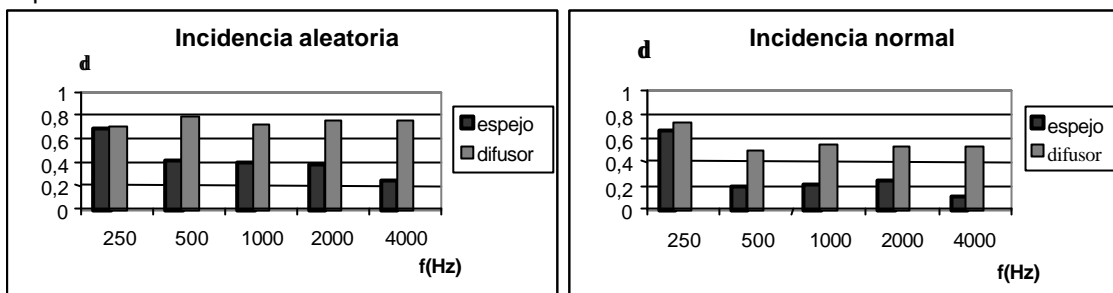 Incidencia aleatoria
d
1
0,8
0,6
0,4
0,2
0
250 500 1000 2000 4000
f(Hz)
espejo
difusor
Incidencia normal
d
1
0,8
0,6
0,4
0,2
0
250 500 1000 2000 4000
f(Hz)
espejo
difusor